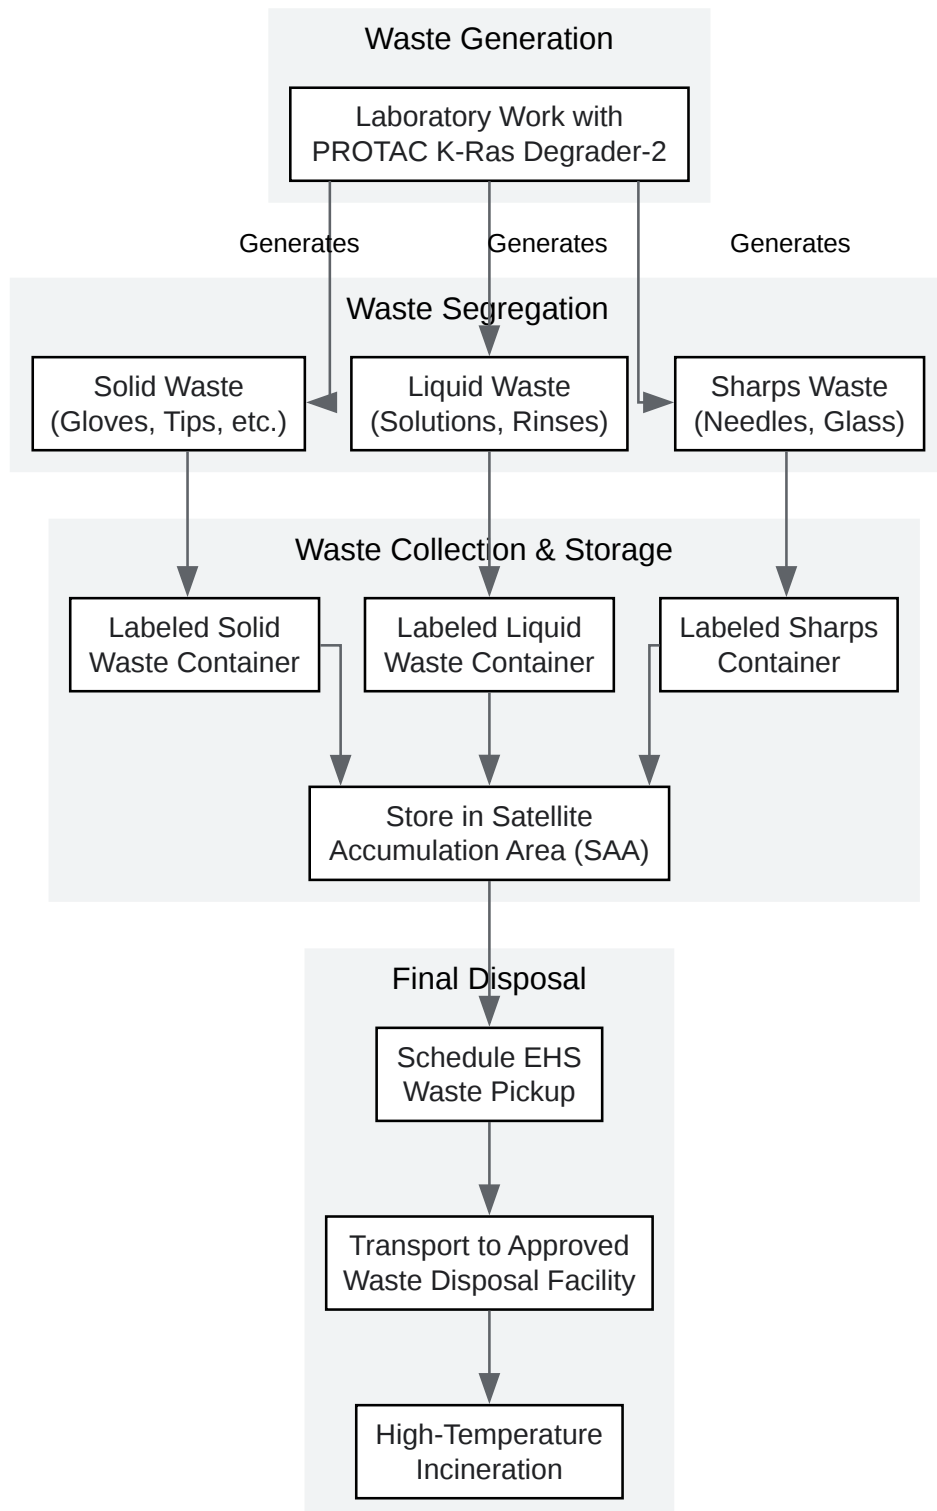 Waste Generation
Laboratory Work with
PROTAC K-Ras Degrader-2
Generates
Generates
Generates
Waste Segregation
Solid Waste
(Gloves, Tips, etc.)
Liquid Waste
(Solutions, Rinses)
Sharps Waste
(Needles, Glass)
Waste Collection & Storage
Labeled Solid
Waste Container
Labeled Liquid
Waste Container
Labeled Sharps
Container
Store in Satellite
Accumulation Area (SAA)
Final Disposal
Schedule EHS
Waste Pickup
Transport to Approved
Waste Disposal Facility
High-Temperature
Incineration